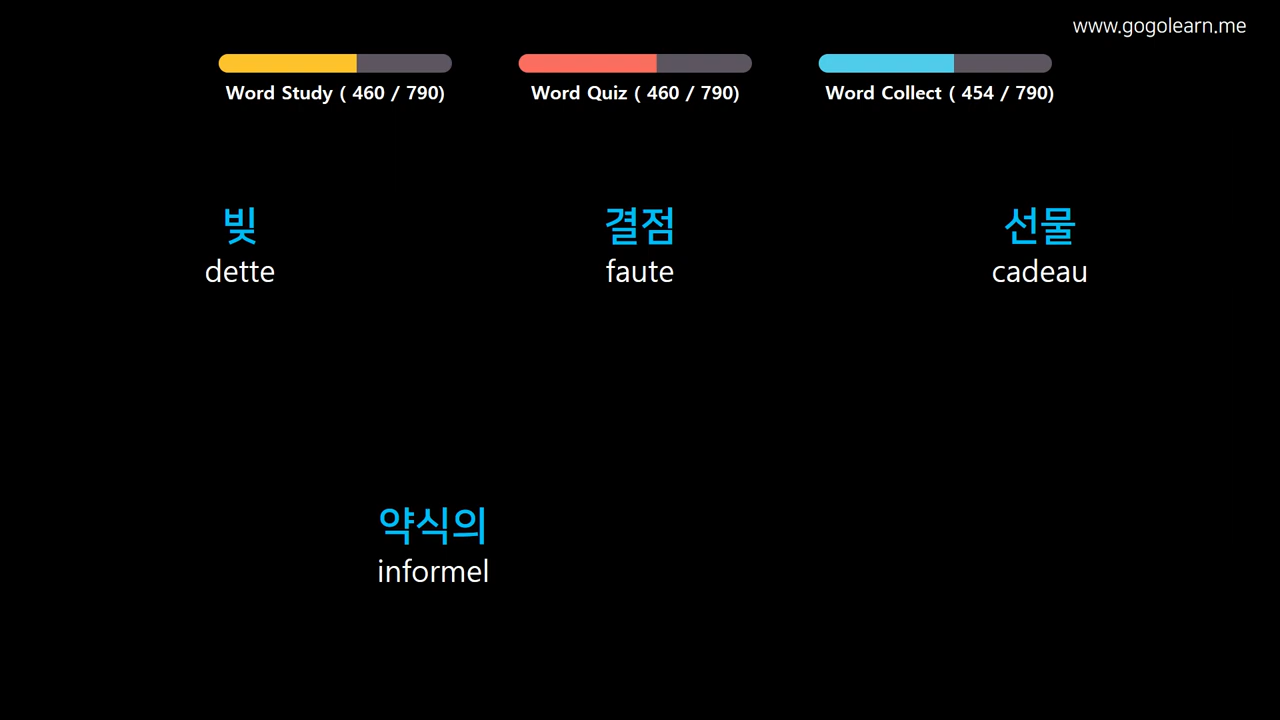 www.gogolearn.me
Word Study ( 460 / 790)
Word Quiz ( 460 / 790)
Word Collect ( 454 / 790)
빚
dette
결점
faute
선물
cadeau
약식의
informel